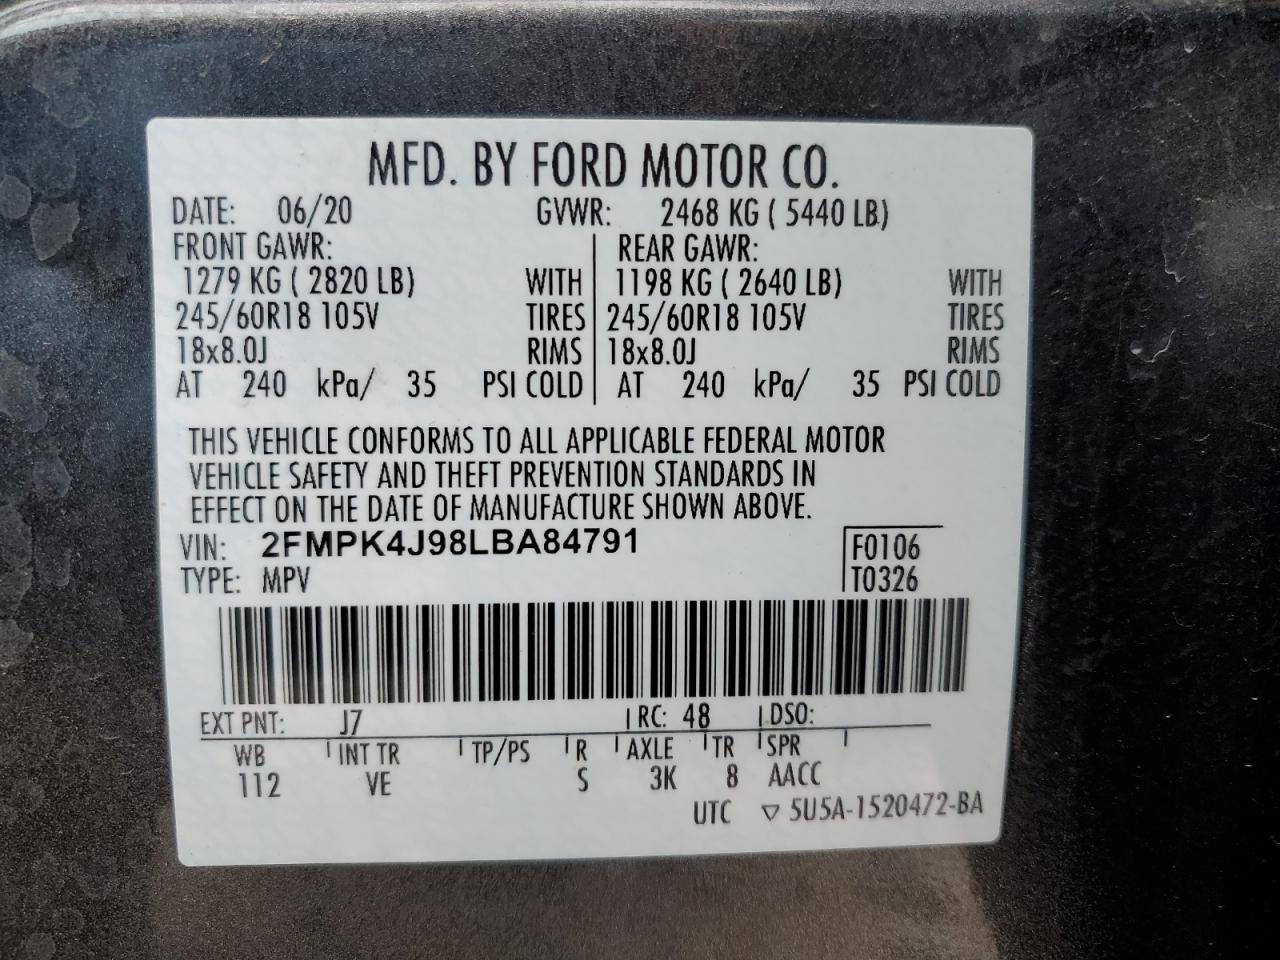 MFD. BY FORD MOTOR CO.
DATE: 06/20 GVWR: 2468 KG ( 5440 LB)
FRONT GAWR: REAR GAWR:
1279 KG ( 2820 LB) WITH 1198 KG ( 2640 LB) WITH
245/60R18 105V TIRES 245/60R18 105V TIRES
18x8.0J RIMS 18x8.0J RIMS
AT 240 kPa/ 35 PSI COLD AT 240 kPa/ 35 PSI COLD
THIS VEHICLE CONFORMS TO ALL APPLICABLE FEDERAL MOTOR
VEHICLE SAFETY AND THEFT PREVENTION STANDARDS IN
EFFECT ON THE DATE OF MANUFACTURE SHOWN ABOVE.
VIN: 2FMPK4J98LBA84791 F0106
TYPE: MPV T0326
EXT PNT: J7 RC: 48 DSO:
WB INT TR TP/PS R AXLE TR SPR
112 VE S 3K 8 AACC
UTC ▽ 5U5A-1520472-BA